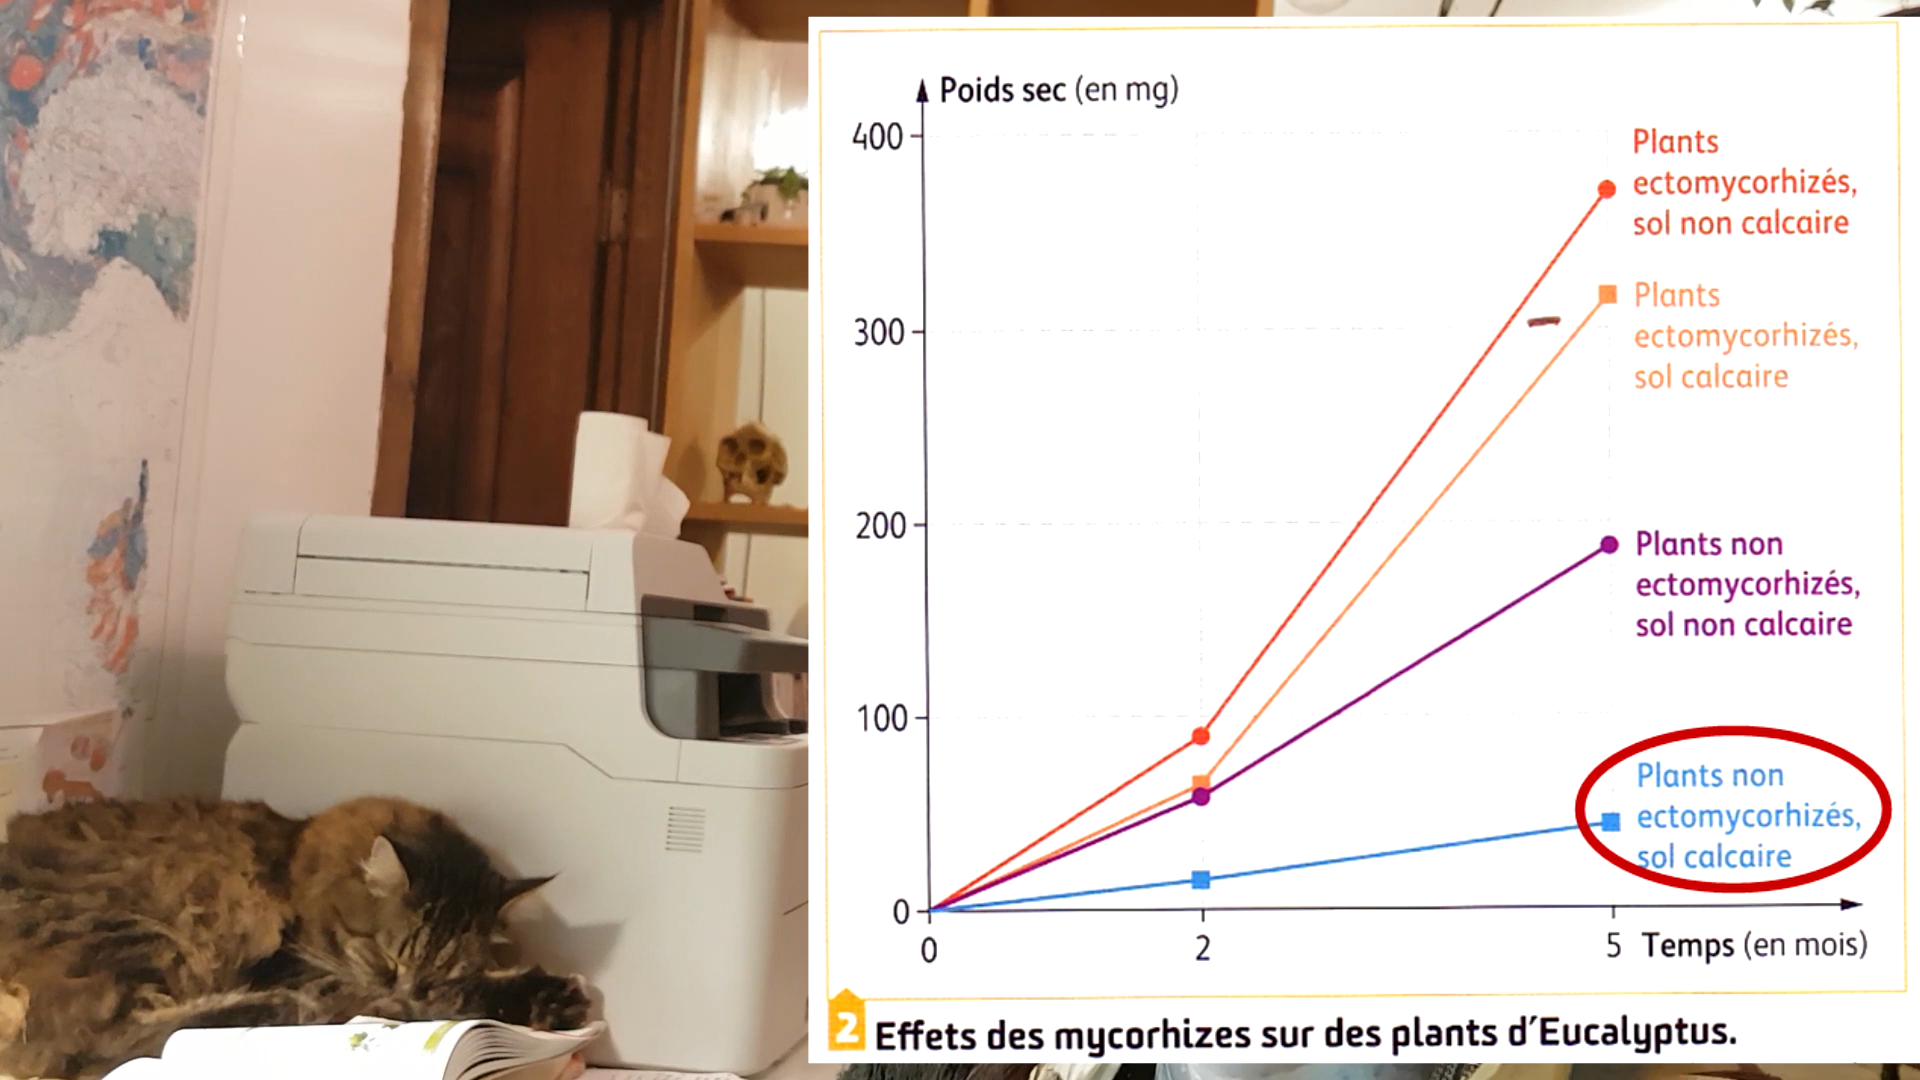 Poids sec (en mg)
400
300
200
100
0
Plants
ectomycorhizés,
sol non calcaire
Plants
ectomycorhizés,
sol calcaire
Plants non
ectomycorhizés,
sol non calcaire
Plants non
ectomycorhizés,
sol calcaire
0 2 5 Temps (en mois)
2 Effets des mycorhizes sur des plants d'Eucalyptus.